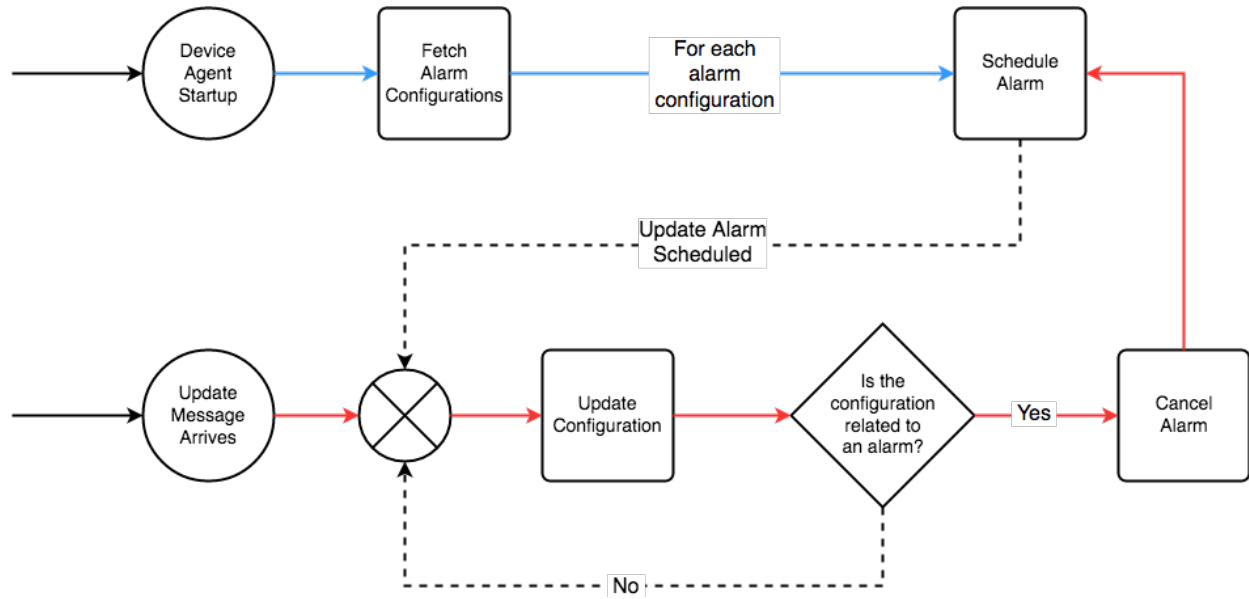 Device
Agent
Startup
Fetch
Alarm
Configurations
For each
alarm
configuration
Schedule
Alarm
Update Alarm
Scheduled
Update
Message
Arrives
Update
Configuration
Is the
configuration
related to
an alarm?
Yes
Cancel
Alarm
No